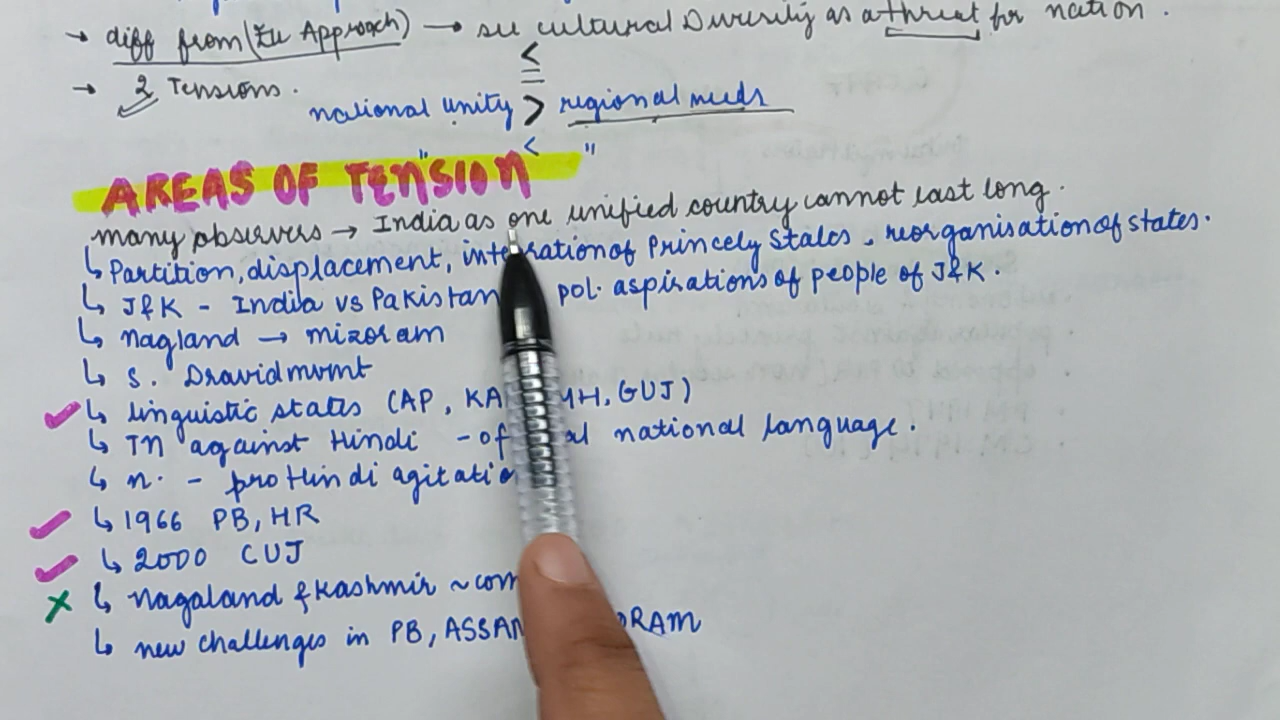 → diff from (EU Approach) → see cultural Diversity as a threat for nation.
<
=
→ 2 Tensions.
national unity > regional needs
" < "
AREAS OF TENSION
many observers → India as one unified country cannot last long.
↳ Partition, displacement, of Princely States, reorganisation of states.
↳ J&K - India vs Pakistan pol. aspirations of people of J&K.
↳ Nagland → mizoram
↳ S. Dravid mvmt
✓ ↳ linguistic states (AP, MH, GUJ)
↳ TN against Hindi - national language.
↳ n. - pro Hindi
✓ ↳ 1966 PB, HR
✓ ↳ 2000 CUJ
✗ ↳ Nagaland & Kashmir ~
↳ new challenges in PB,